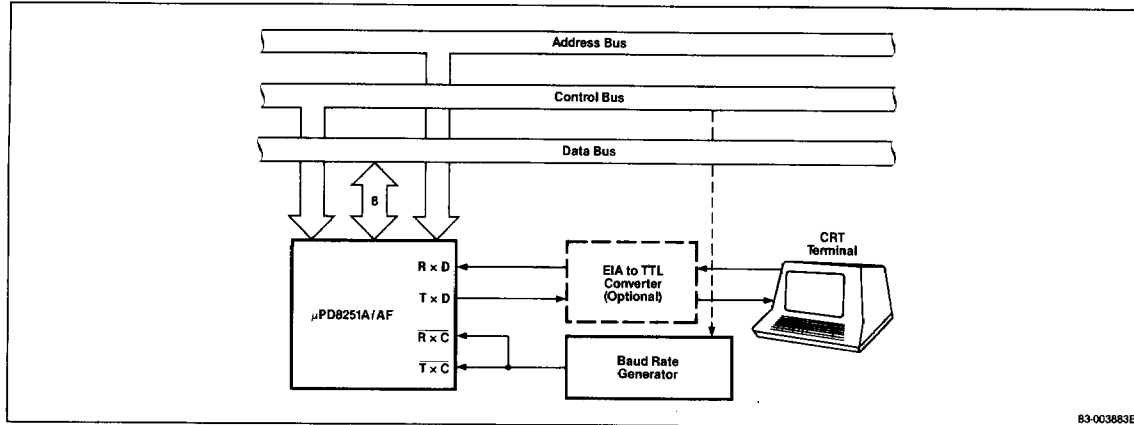 Address Bus
Control Bus
Data Bus
8
CRT
Terminal
EIA to TTL
Converter
(Optional)
R × D
T × D
μPD8251A/AF
R × C
T × C
Baud Rate
Generator
83-003883B